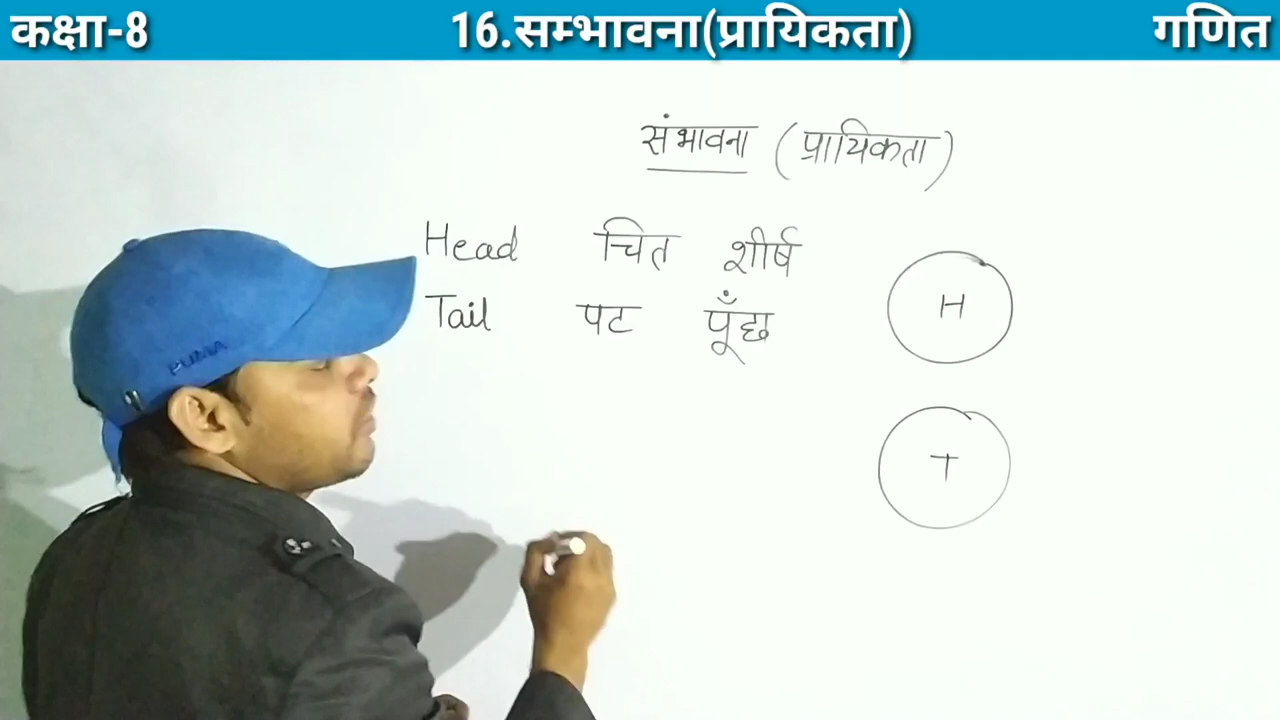 कक्षा-8 16.सम्भावना(प्रायिकता) गणित
संभावना (प्रायिकता)
Head चित शीर्ष
Tail पट पूँछ
H
T
PUMA